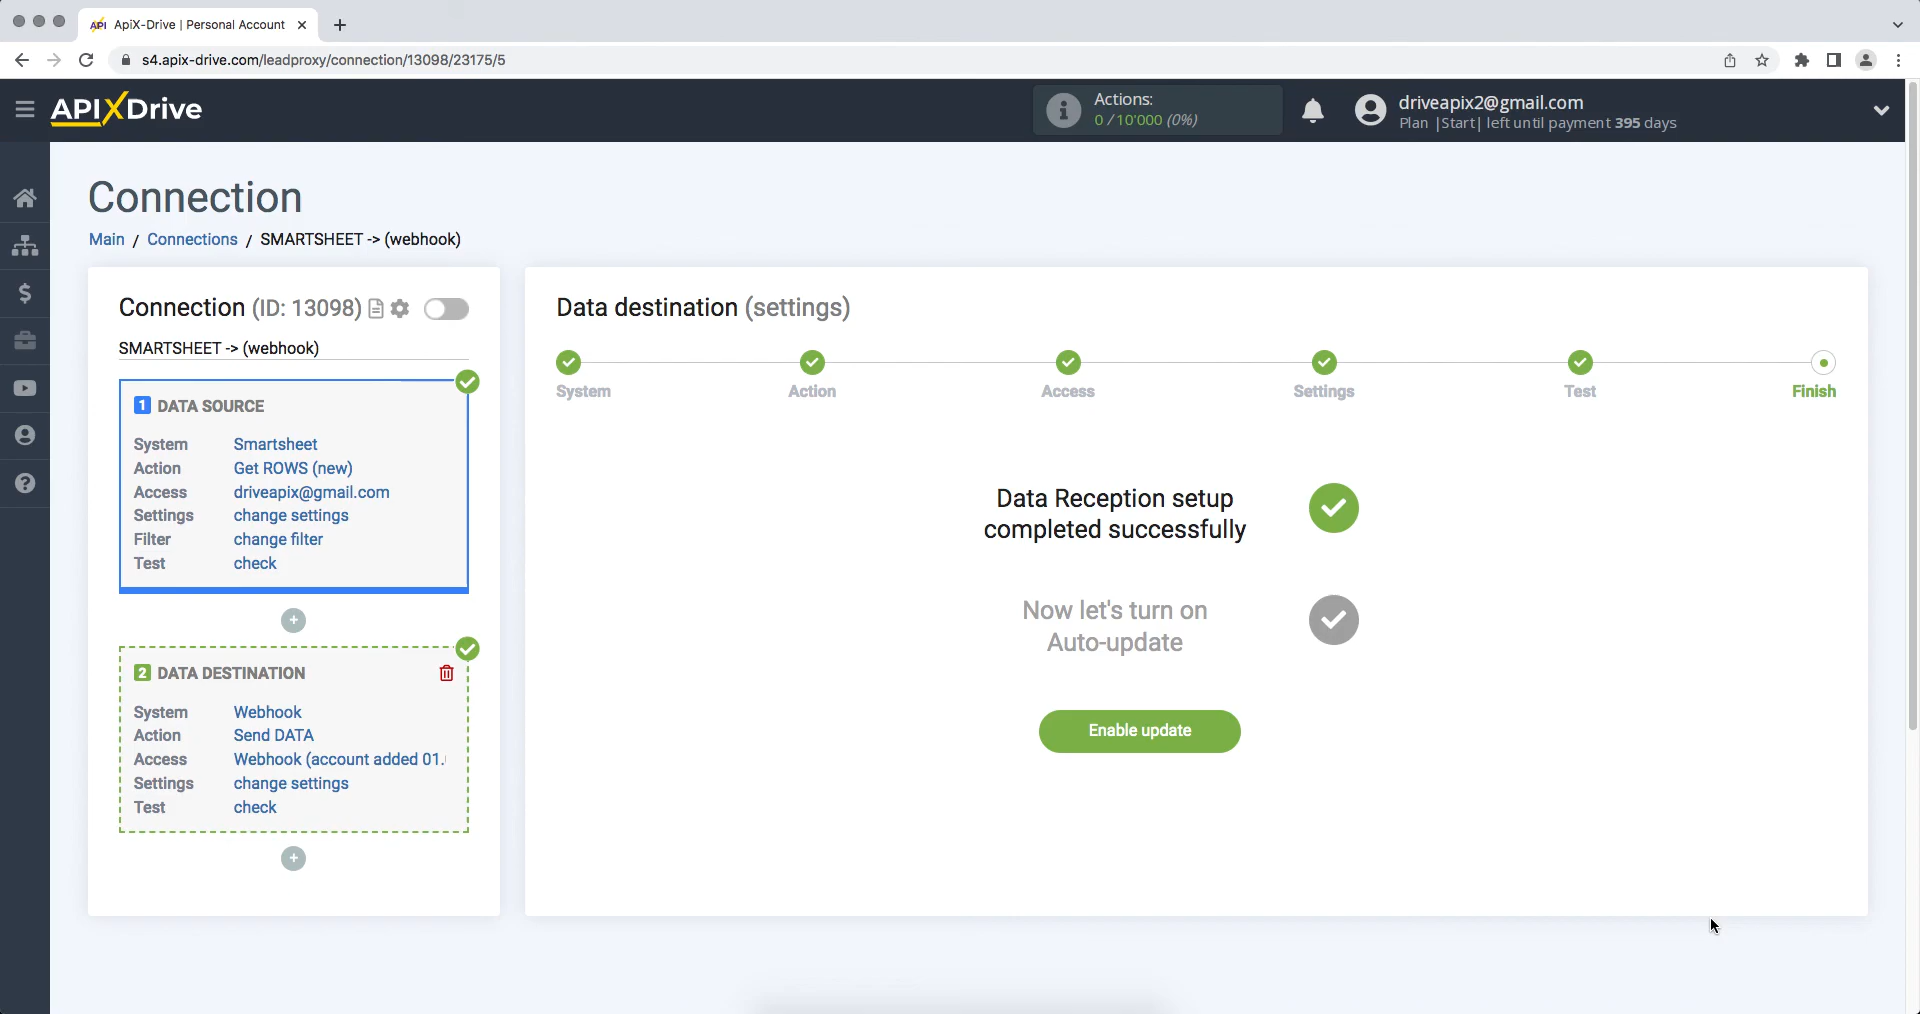 API ApiX-Drive | Personal Account
s4.apix-drive.com/leadproxy/connection/13098/23175/5
APIXDrive
Actions:
0 / 10'000 (0%)
driveapix2@gmail.com
Plan |Start| left until payment 395 days
Connection
Main / Connections / SMARTSHEET -> (webhook)
Connection (ID: 13098)
SMARTSHEET -> (webhook)
1 DATA SOURCE
System Smartsheet
Action Get ROWS (new)
Access driveapix@gmail.com
Settings change settings
Filter change filter
Test check
2 DATA DESTINATION
System Webhook
Action Send DATA
Access Webhook (account added 01.
Settings change settings
Test check
Data destination (settings)
System Action Access Settings Test Finish
Data Reception setup
completed successfully
Now let's turn on
Auto-update
Enable update